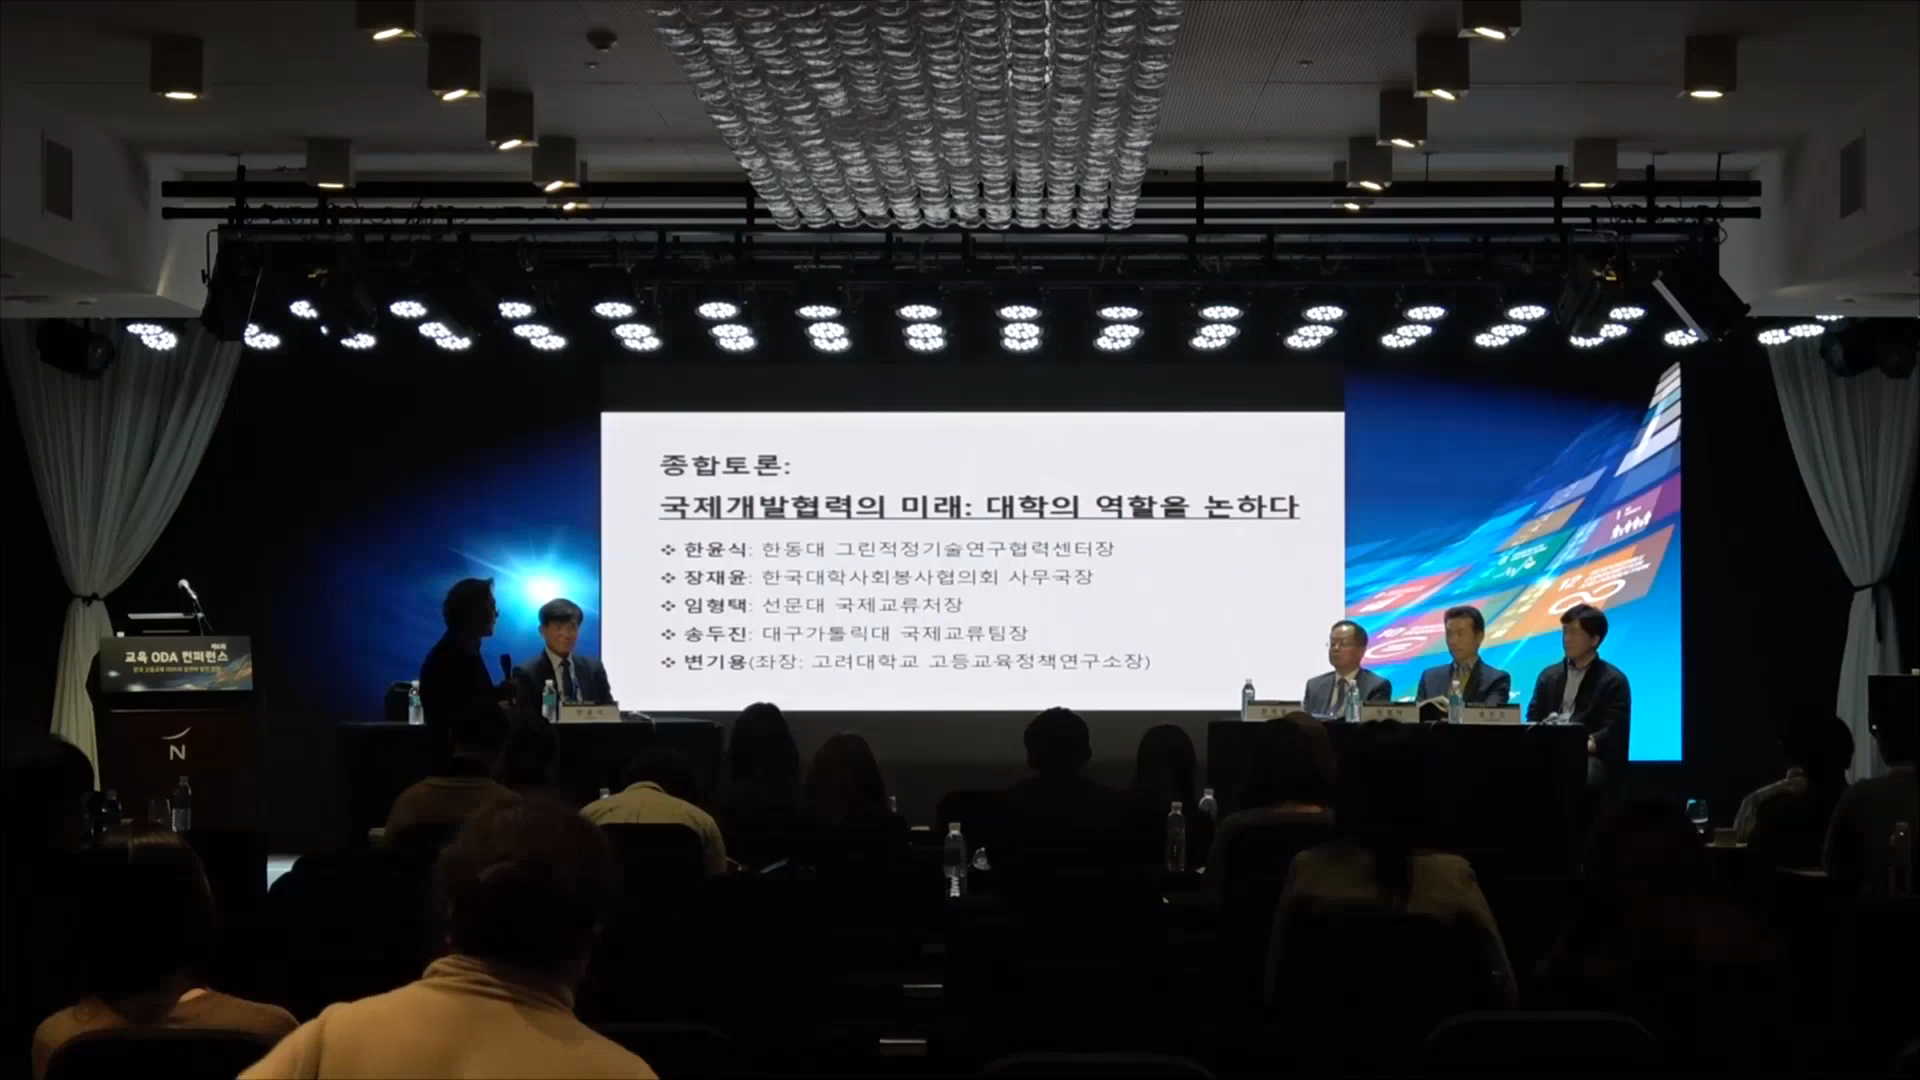 종합토론:
국제개발협력의 미래: 대학의 역할을 논하다
❖ 한윤식: 한동대 그린적정기술연구협력센터장
❖ 장재윤: 한국대학사회봉사협의회 사무국장
❖ 임형택: 선문대 국제교류처장
❖ 송두진: 대구가톨릭대 국제교류팀장
❖ 변기용(좌장: 고려대학교 고등교육정책연구소장)
교육 ODA 컨퍼런스
N
12
10
1